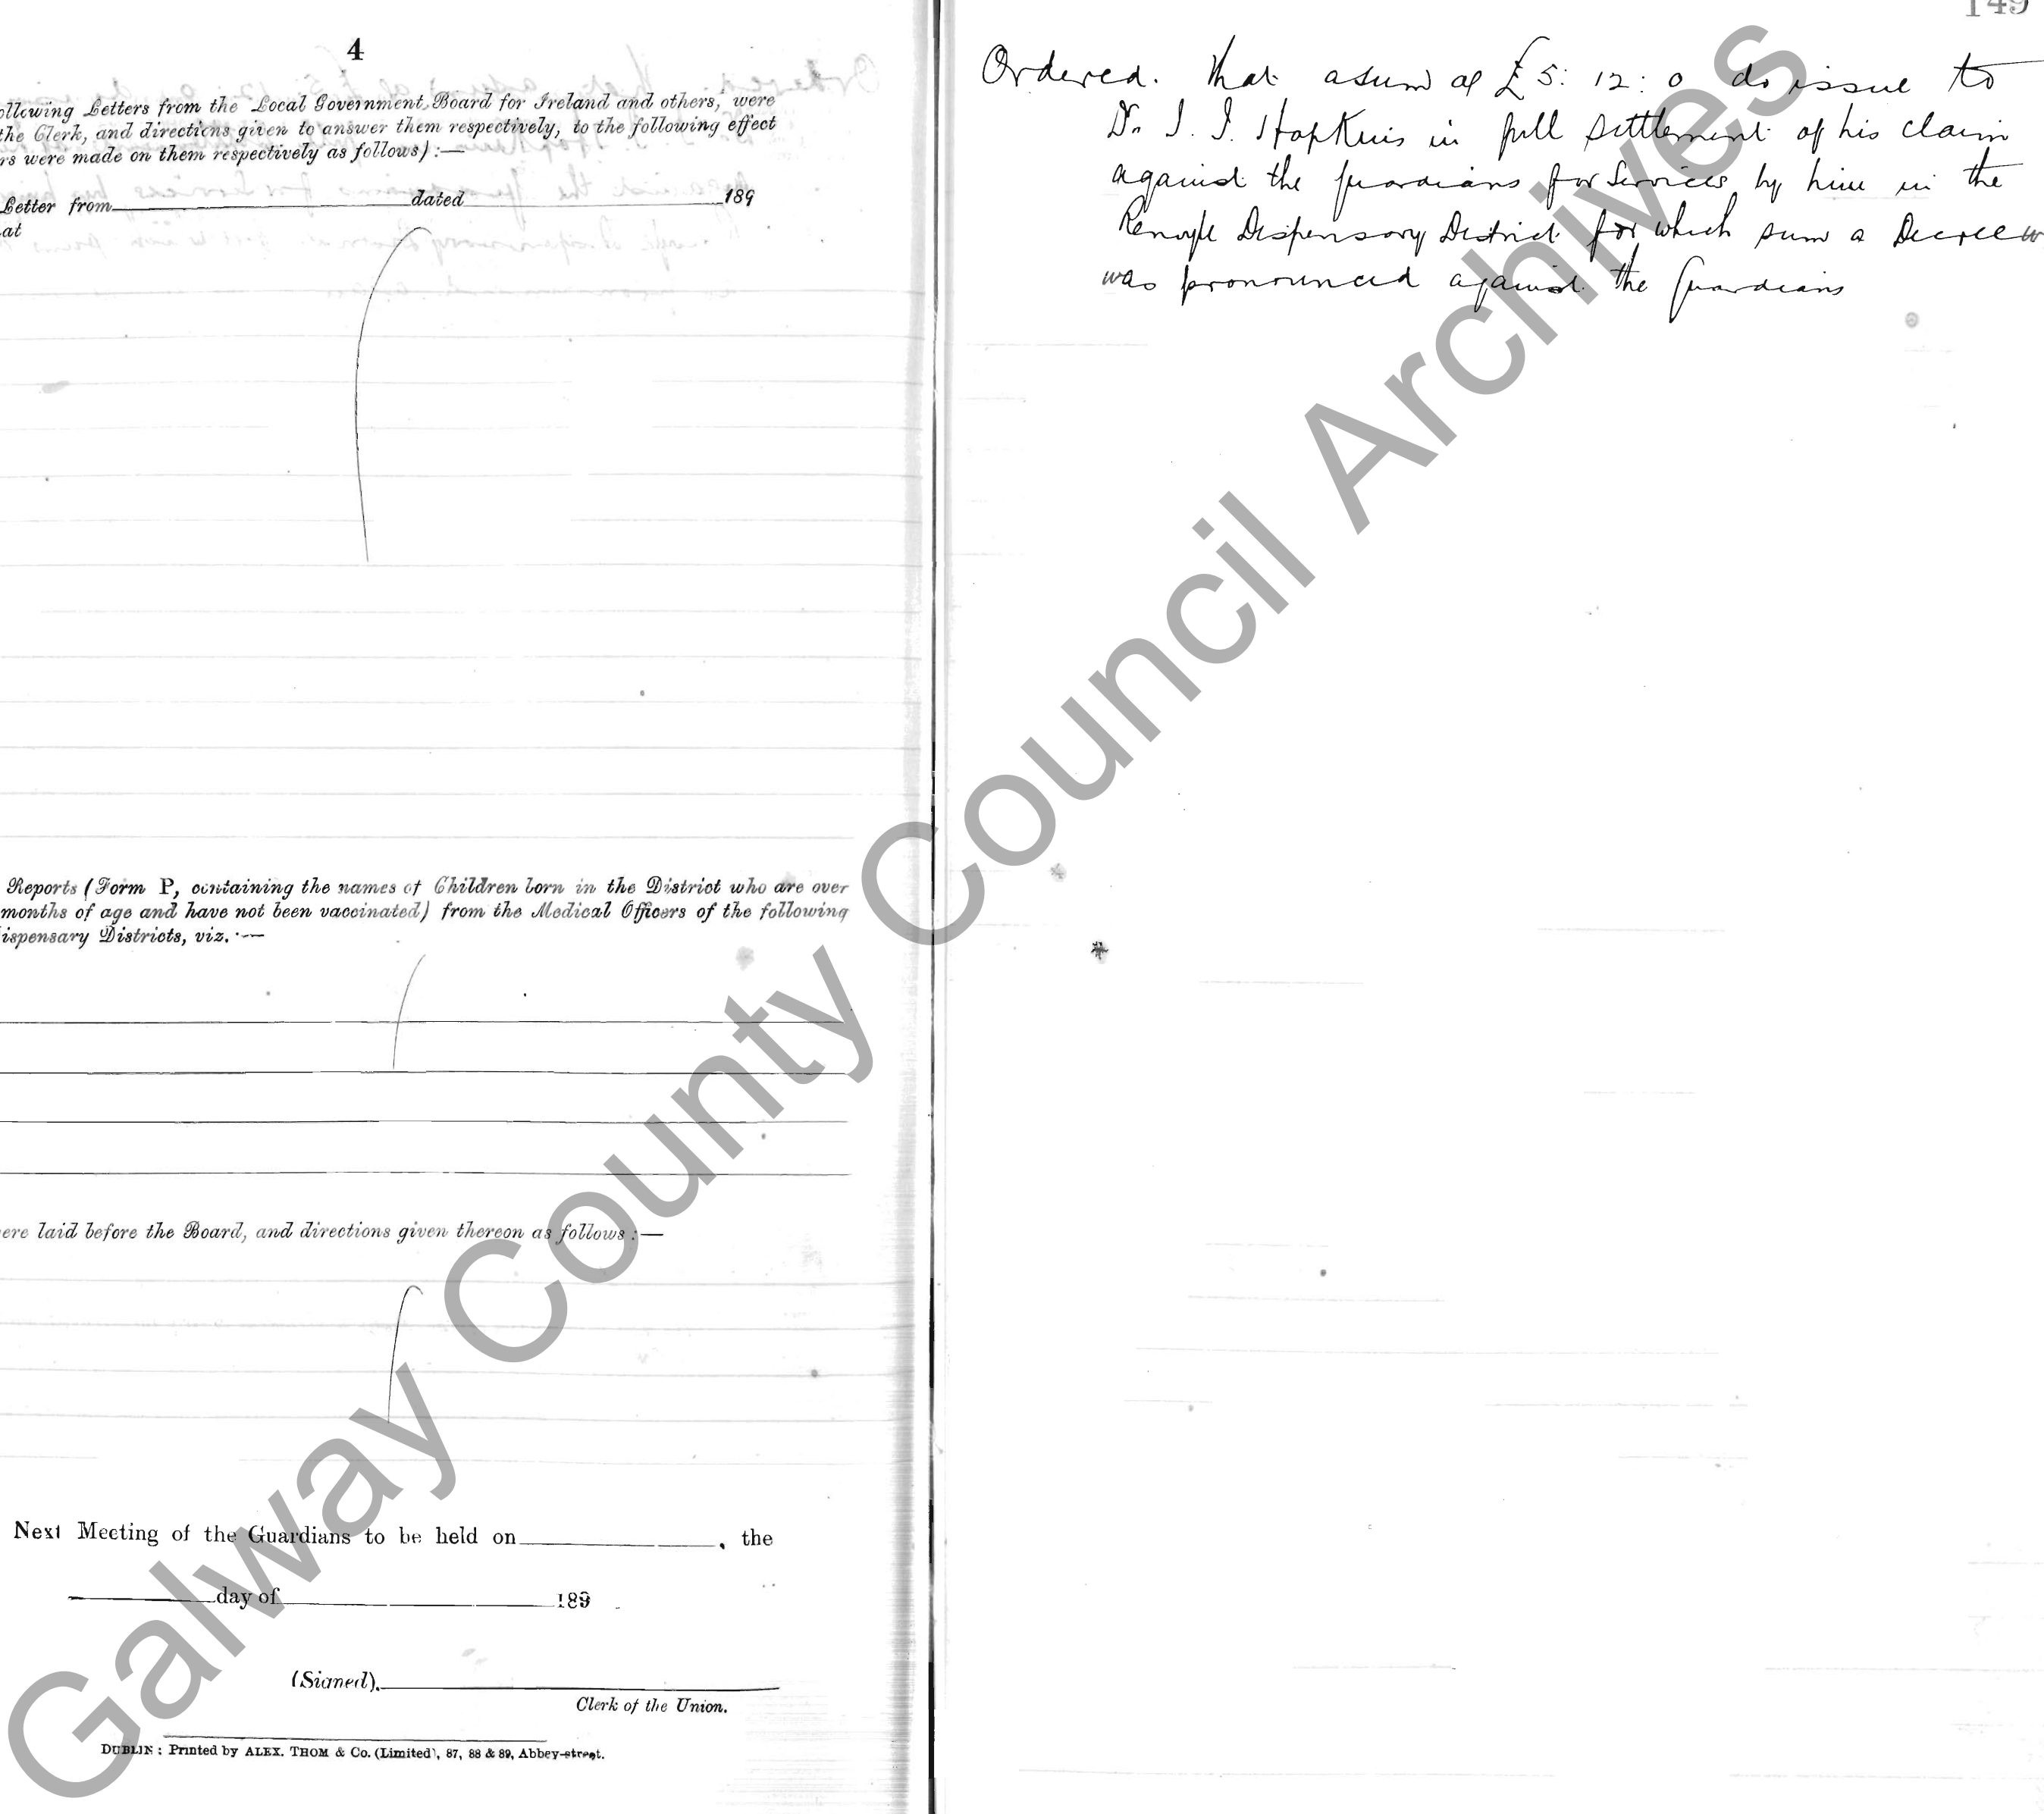 4
ollowing Letters from the Local Government Board for Ireland and others, were
the Clerk, and directions given to answer them respectively, to the following effect
rs were made on them respectively as follows) :—
Letter from dated 189
at
Reports (Form P, containing the names of Children born in the District who are over
months of age and have not been vaccinated) from the Medical Officers of the following
ispensary Districts, viz. :—
ere laid before the Board, and directions given thereon as follows :—
Next Meeting of the Guardians to be held on , the
day of 189
(Signed),
Clerk of the Union.
DUBLIN : Printed by ALEX. THOM & Co. (Limited), 87, 88 & 89, Abbey-street.
149
Ordered. that a sum of £5: 12: 0 do issue to
Dr. J. J. Hopkins in full settlement of his claim
against the guardians for services by him in the
Renvyle Dispensary District for which sum a Decree w
was pronounced against the Guardians
Galway County Council Archives